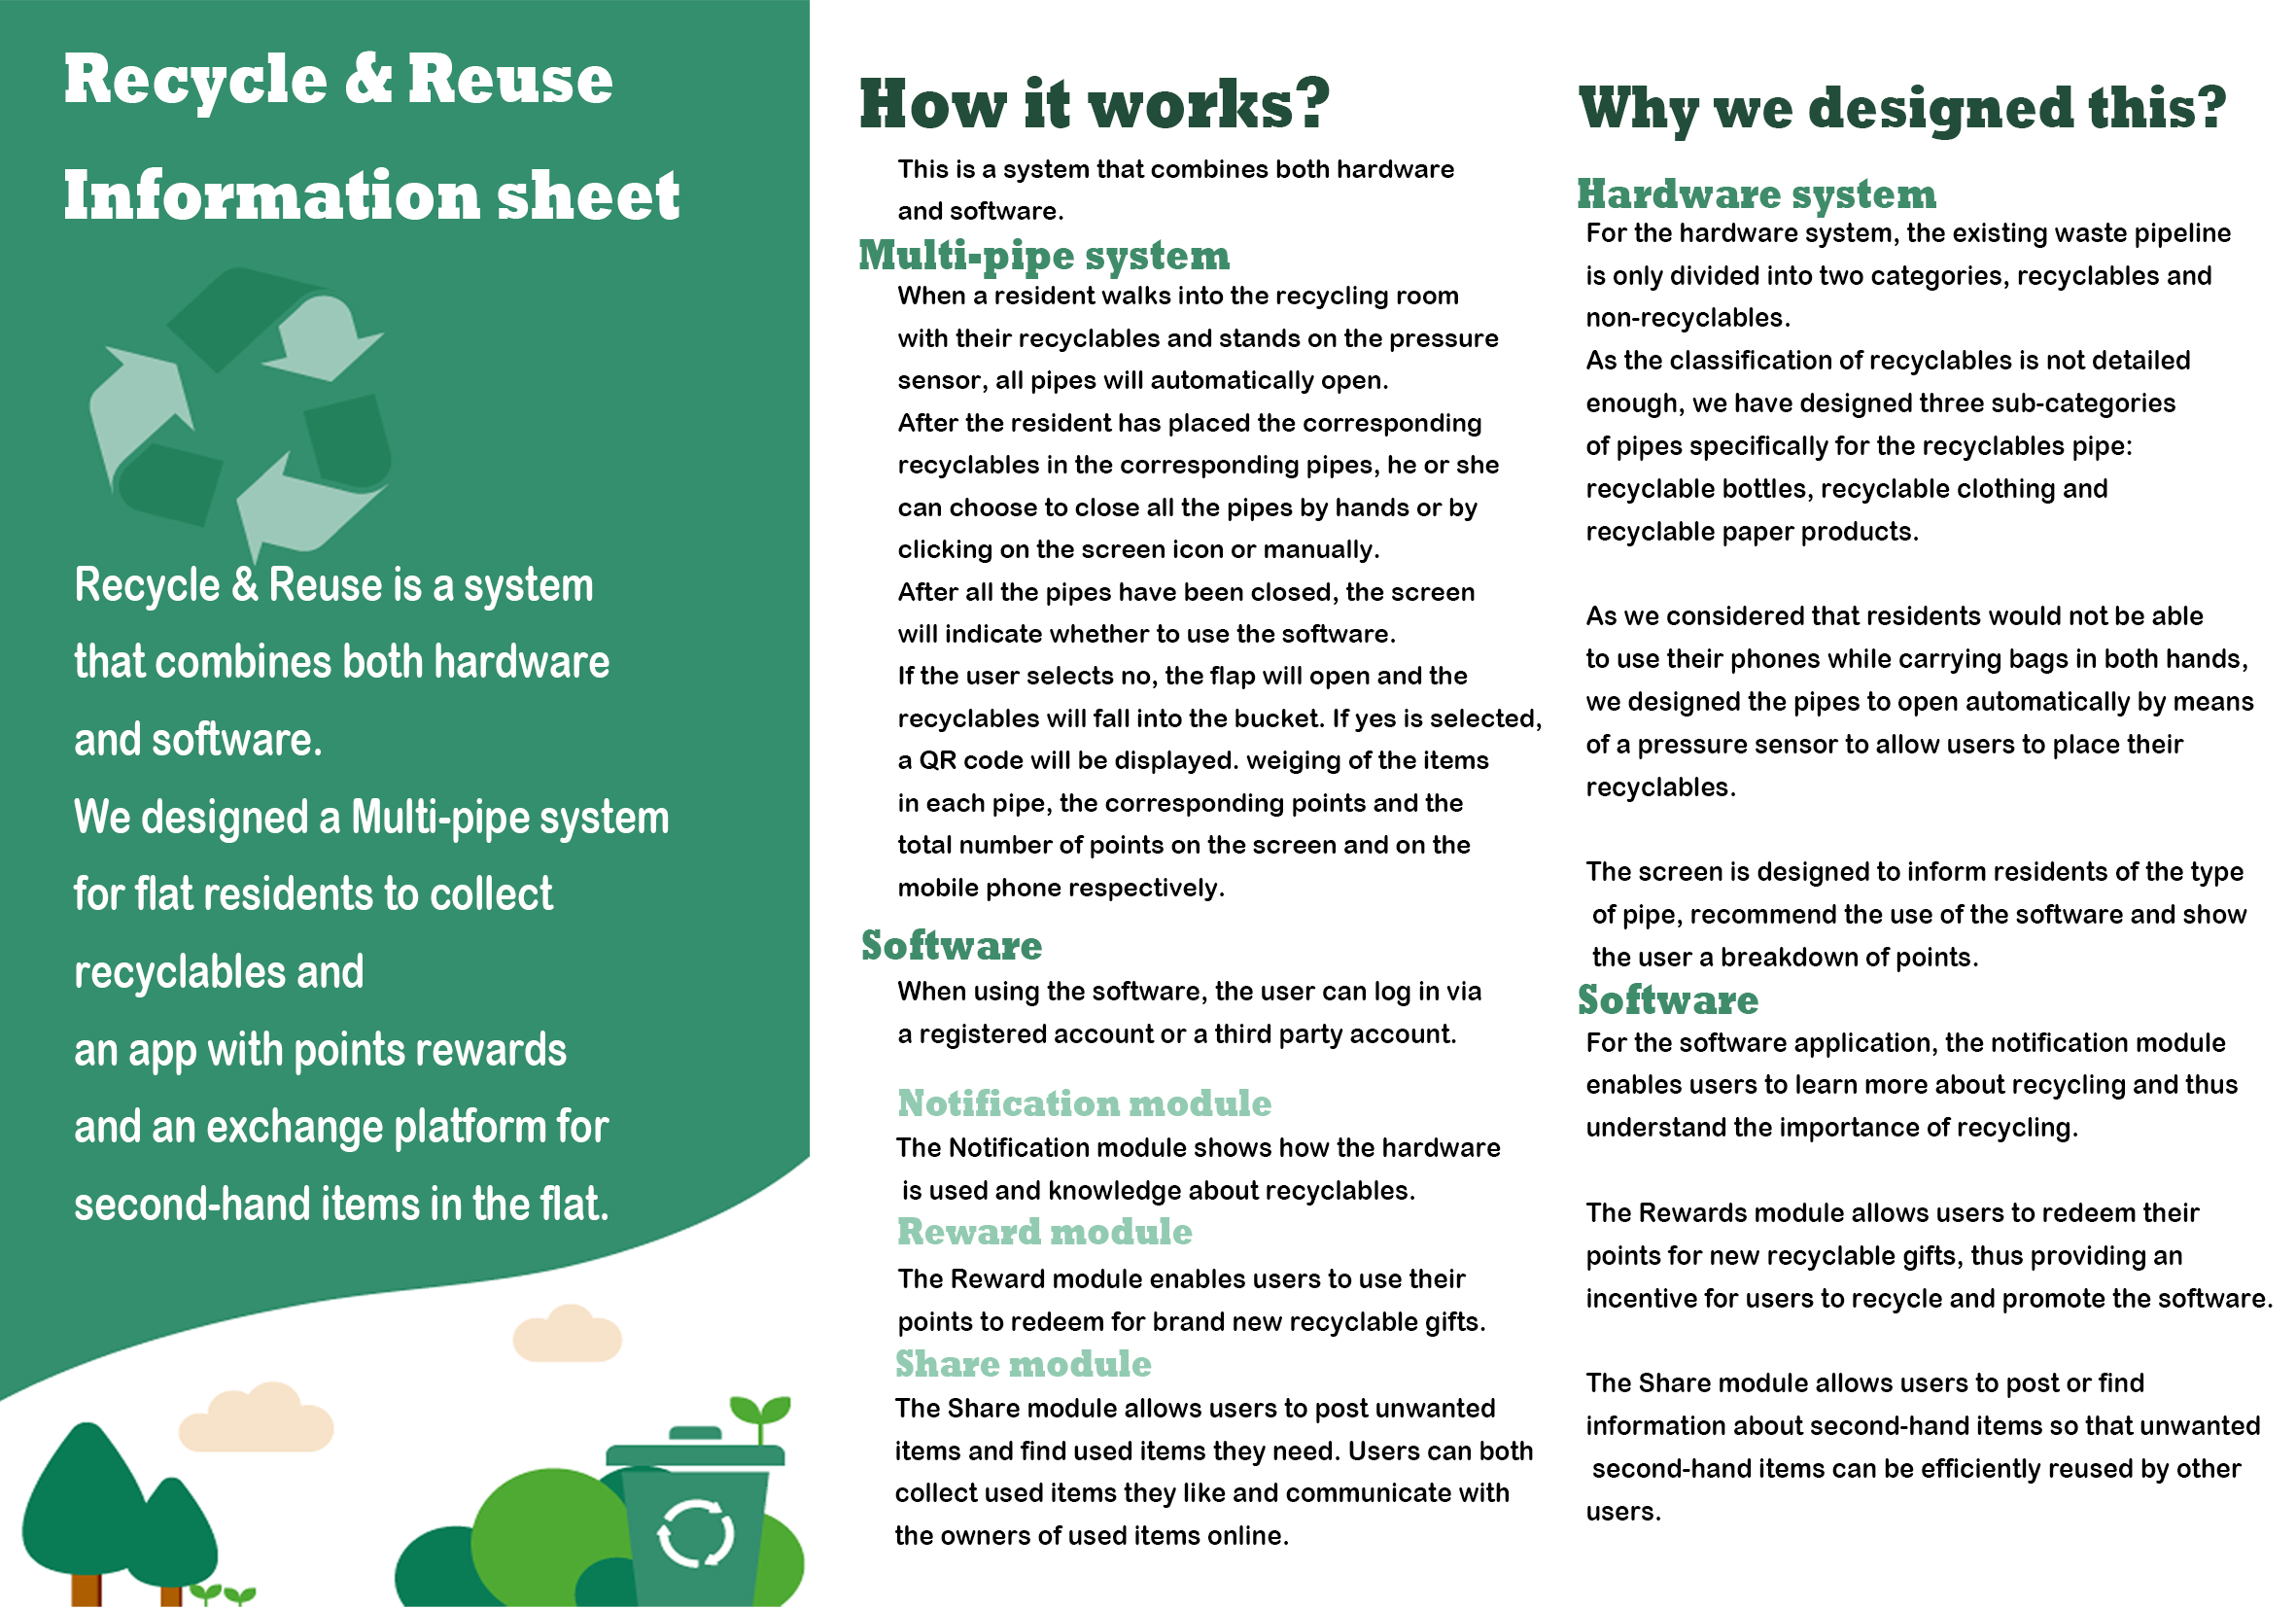 Recycle & Reuse
Information sheet
Recycle & Reuse is a system
that combines both hardware
and software.
We designed a Multi-pipe system
for flat residents to collect
recyclables and
an app with points rewards
and an exchange platform for
second-hand items in the flat.
How it works?
This is a system that combines both hardware
and software.
Multi-pipe system
When a resident walks into the recycling room
with their recyclables and stands on the pressure
sensor, all pipes will automatically open.
After the resident has placed the corresponding
recyclables in the corresponding pipes, he or she
can choose to close all the pipes by hands or by
clicking on the screen icon or manually.
After all the pipes have been closed, the screen
will indicate whether to use the software.
If the user selects no, the flap will open and the
recyclables will fall into the bucket. If yes is selected,
a QR code will be displayed. weiging of the items
in each pipe, the corresponding points and the
total number of points on the screen and on the
mobile phone respectively.
Software
When using the software, the user can log in via
a registered account or a third party account.
Notification module
The Notification module shows how the hardware
is used and knowledge about recyclables.
Reward module
The Reward module enables users to use their
points to redeem for brand new recyclable gifts.
Share module
The Share module allows users to post unwanted
items and find used items they need. Users can both
collect used items they like and communicate with
the owners of used items online.
Why we designed this?
Hardware system
For the hardware system, the existing waste pipeline
is only divided into two categories, recyclables and
non-recyclables.
As the classification of recyclables is not detailed
enough, we have designed three sub-categories
of pipes specifically for the recyclables pipe:
recyclable bottles, recyclable clothing and
recyclable paper products.
As we considered that residents would not be able
to use their phones while carrying bags in both hands,
we designed the pipes to open automatically by means
of a pressure sensor to allow users to place their
recyclables.
The screen is designed to inform residents of the type
of pipe, recommend the use of the software and show
the user a breakdown of points.
Software
For the software application, the notification module
enables users to learn more about recycling and thus
understand the importance of recycling.
The Rewards module allows users to redeem their
points for new recyclable gifts, thus providing an
incentive for users to recycle and promote the software.
The Share module allows users to post or find
information about second-hand items so that unwanted
second-hand items can be efficiently reused by other
users.